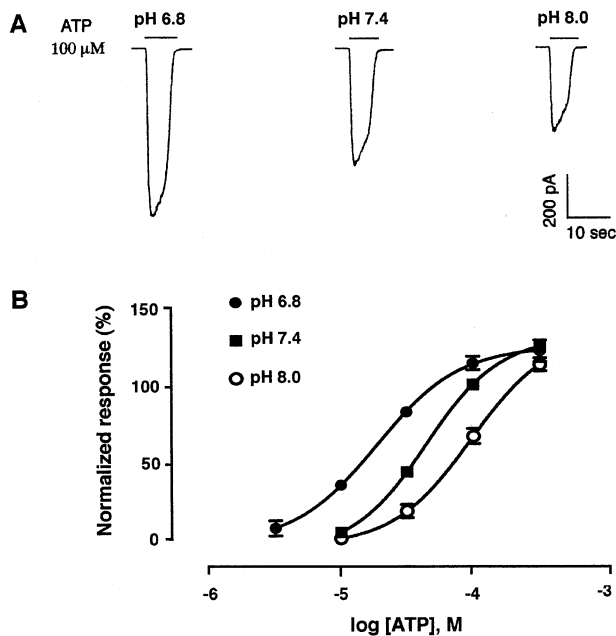 A
ATP
100 μM
pH 6.8
pH 7.4
pH 8.0
200 pA
10 sec
B
Normalized response (%)
150
100
50
0
pH 6.8
pH 7.4
pH 8.0
-6
-5
-4
-3
log [ATP], M